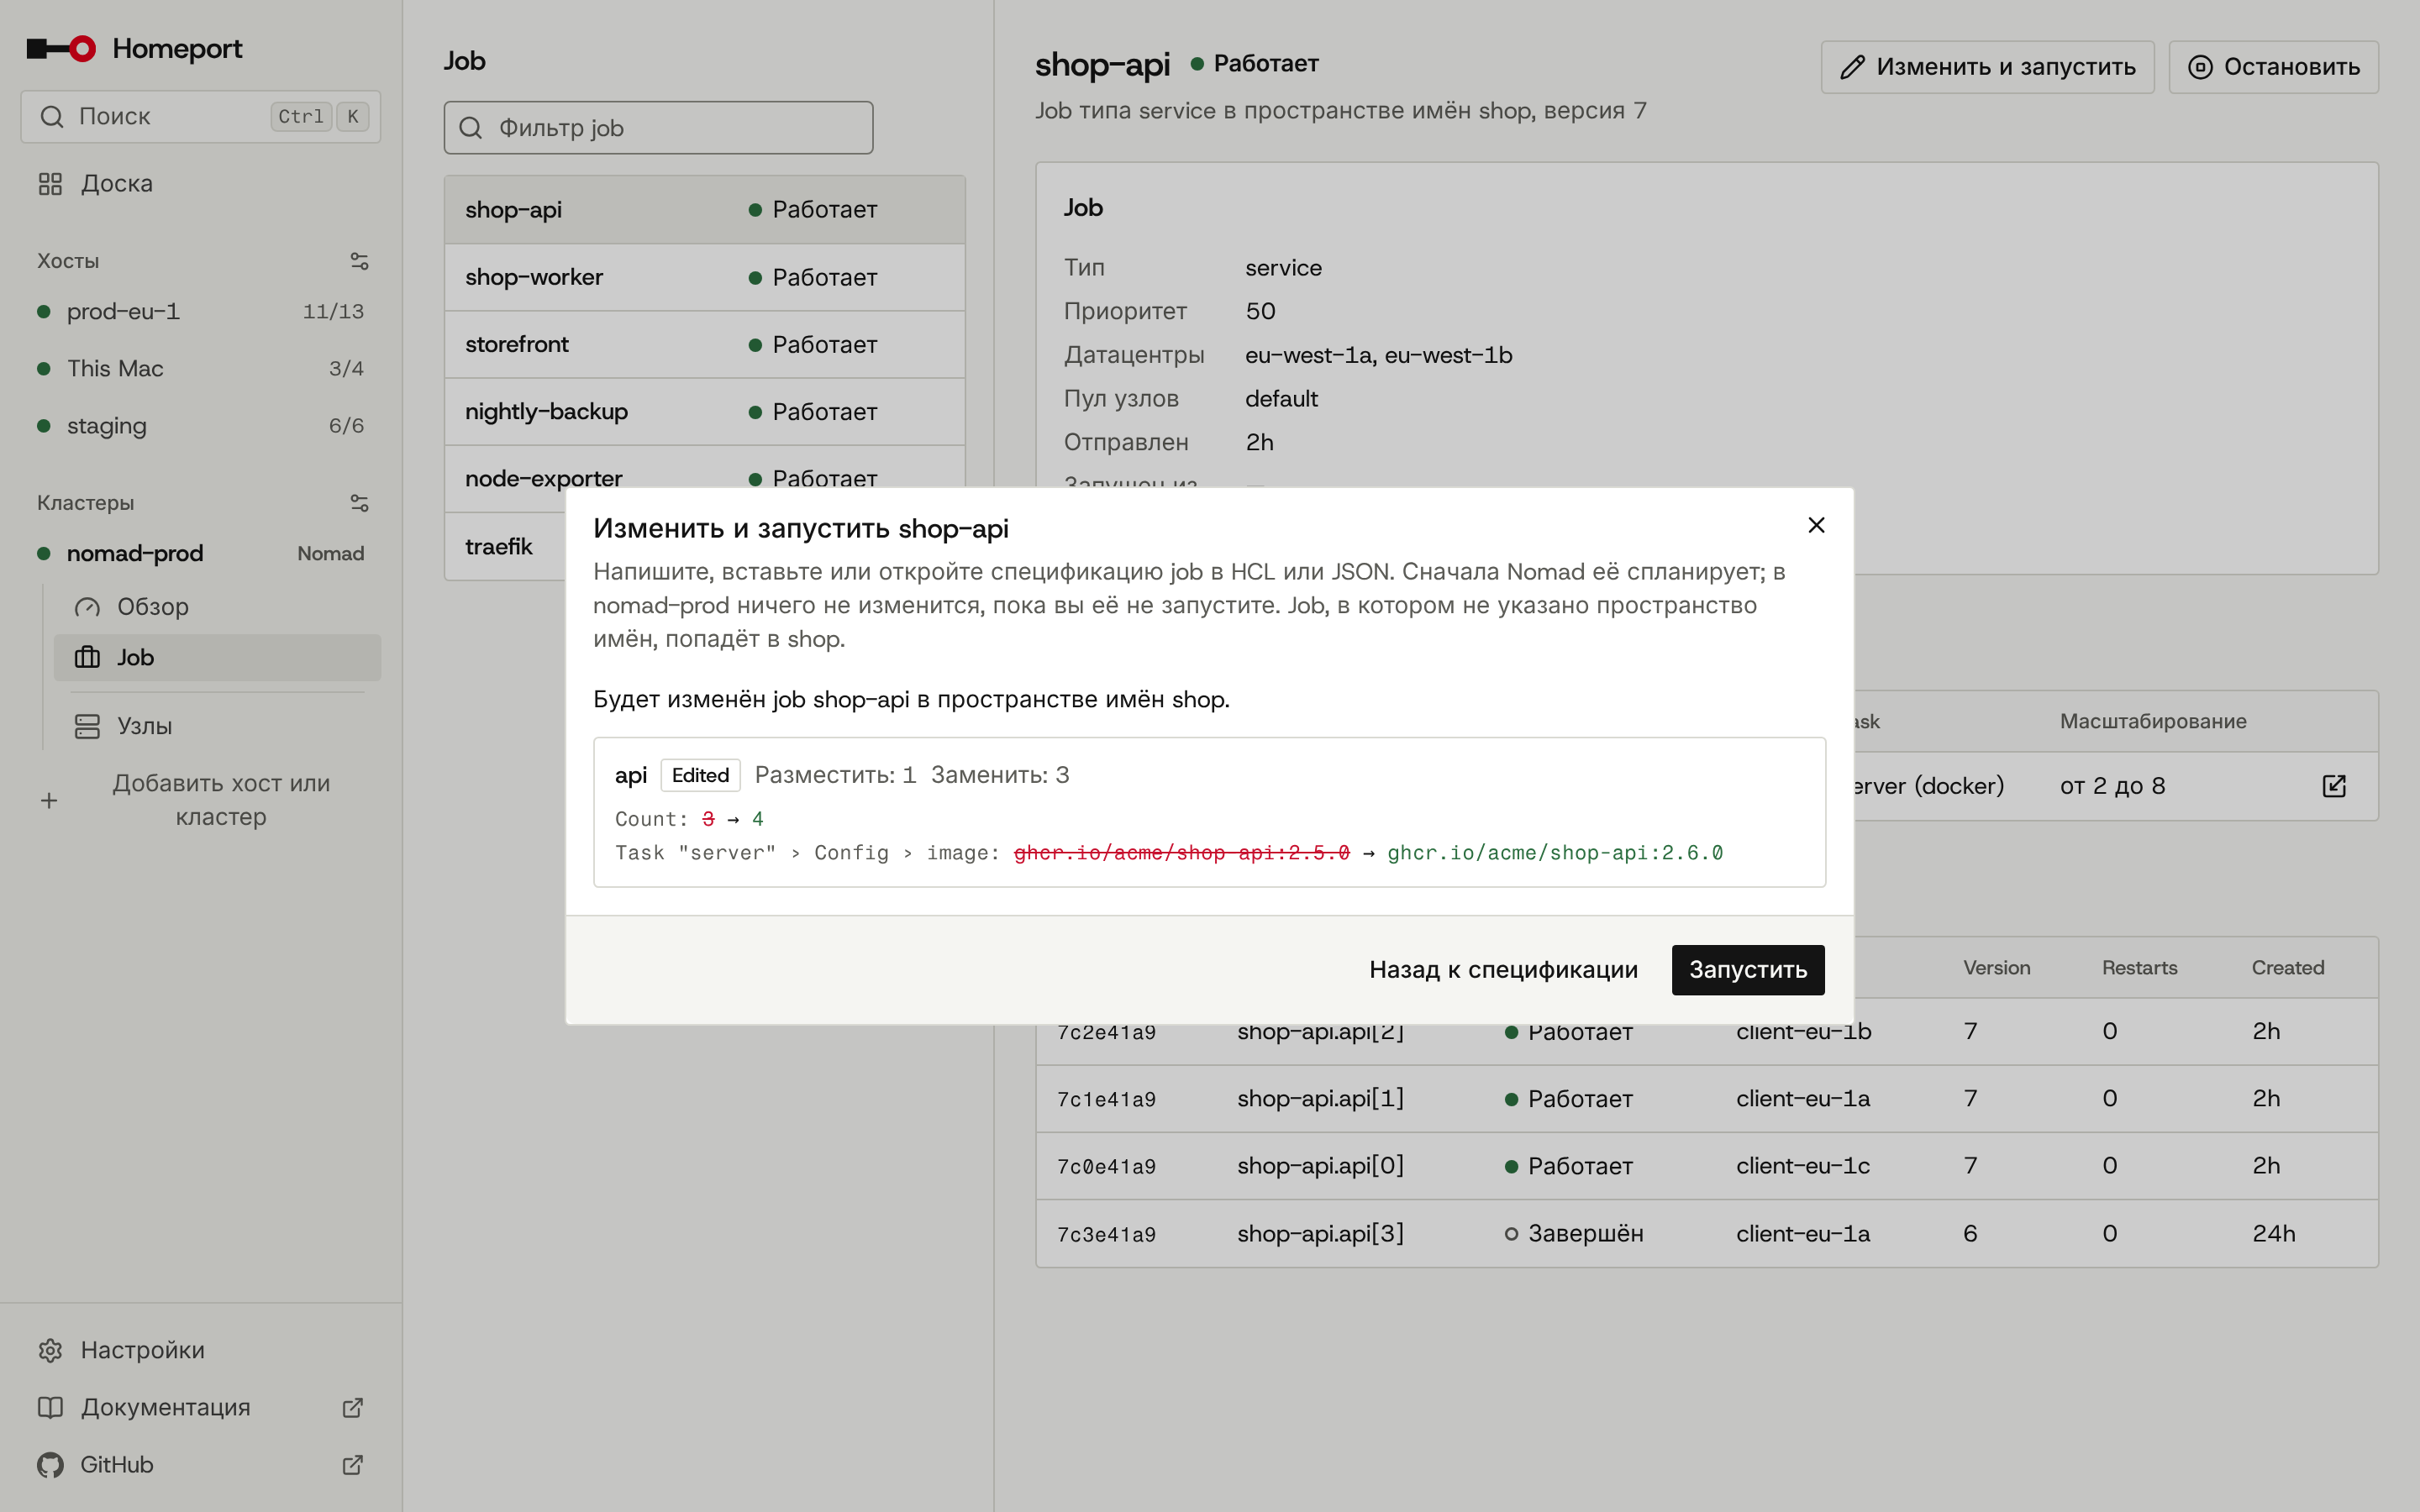 Homeport
Поиск
Ctrl K
Доска
Хосты
prod-eu-1 11/13
This Mac 3/4
staging 6/6
Кластеры
nomad-prod Nomad
Обзор
Job
Узлы
Добавить хост или
кластер
Настройки
Документация
GitHub
Job
Фильтр job
shop-api Работает
shop-worker Работает
storefront Работает
nightly-backup Работает
node-exporter Работает
traefik
shop-api Работает
Job типа service в пространстве имён shop, версия 7
Изменить и запустить
Остановить
Job
Тип service
Приоритет 50
Датацентры eu-west-1a, eu-west-1b
Пул узлов default
Отправлен 2h
Запущен из —
Изменить и запустить shop-api
Напишите, вставьте или откройте спецификацию job в HCL или JSON. Сначала Nomad её спланирует; в
nomad-prod ничего не изменится, пока вы её не запустите. Job, в котором не указано пространство
имён, попадёт в shop.
Будет изменён job shop-api в пространстве имён shop.
api Edited Разместить: 1 Заменить: 3
Count: 3 → 4
Task "server" › Config › image: ghcr.io/acme/shop-api:2.5.0 → ghcr.io/acme/shop-api:2.6.0
Назад к спецификации
Запустить
Масштабирование
(docker) от 2 до 8
Version Restarts Created
7c2e41a9 shop-api.api[2] Работает client-eu-1b 7 0 2h
7c1e41a9 shop-api.api[1] Работает client-eu-1a 7 0 2h
7c0e41a9 shop-api.api[0] Работает client-eu-1c 7 0 2h
7c3e41a9 shop-api.api[3] Завершён client-eu-1a 6 0 24h